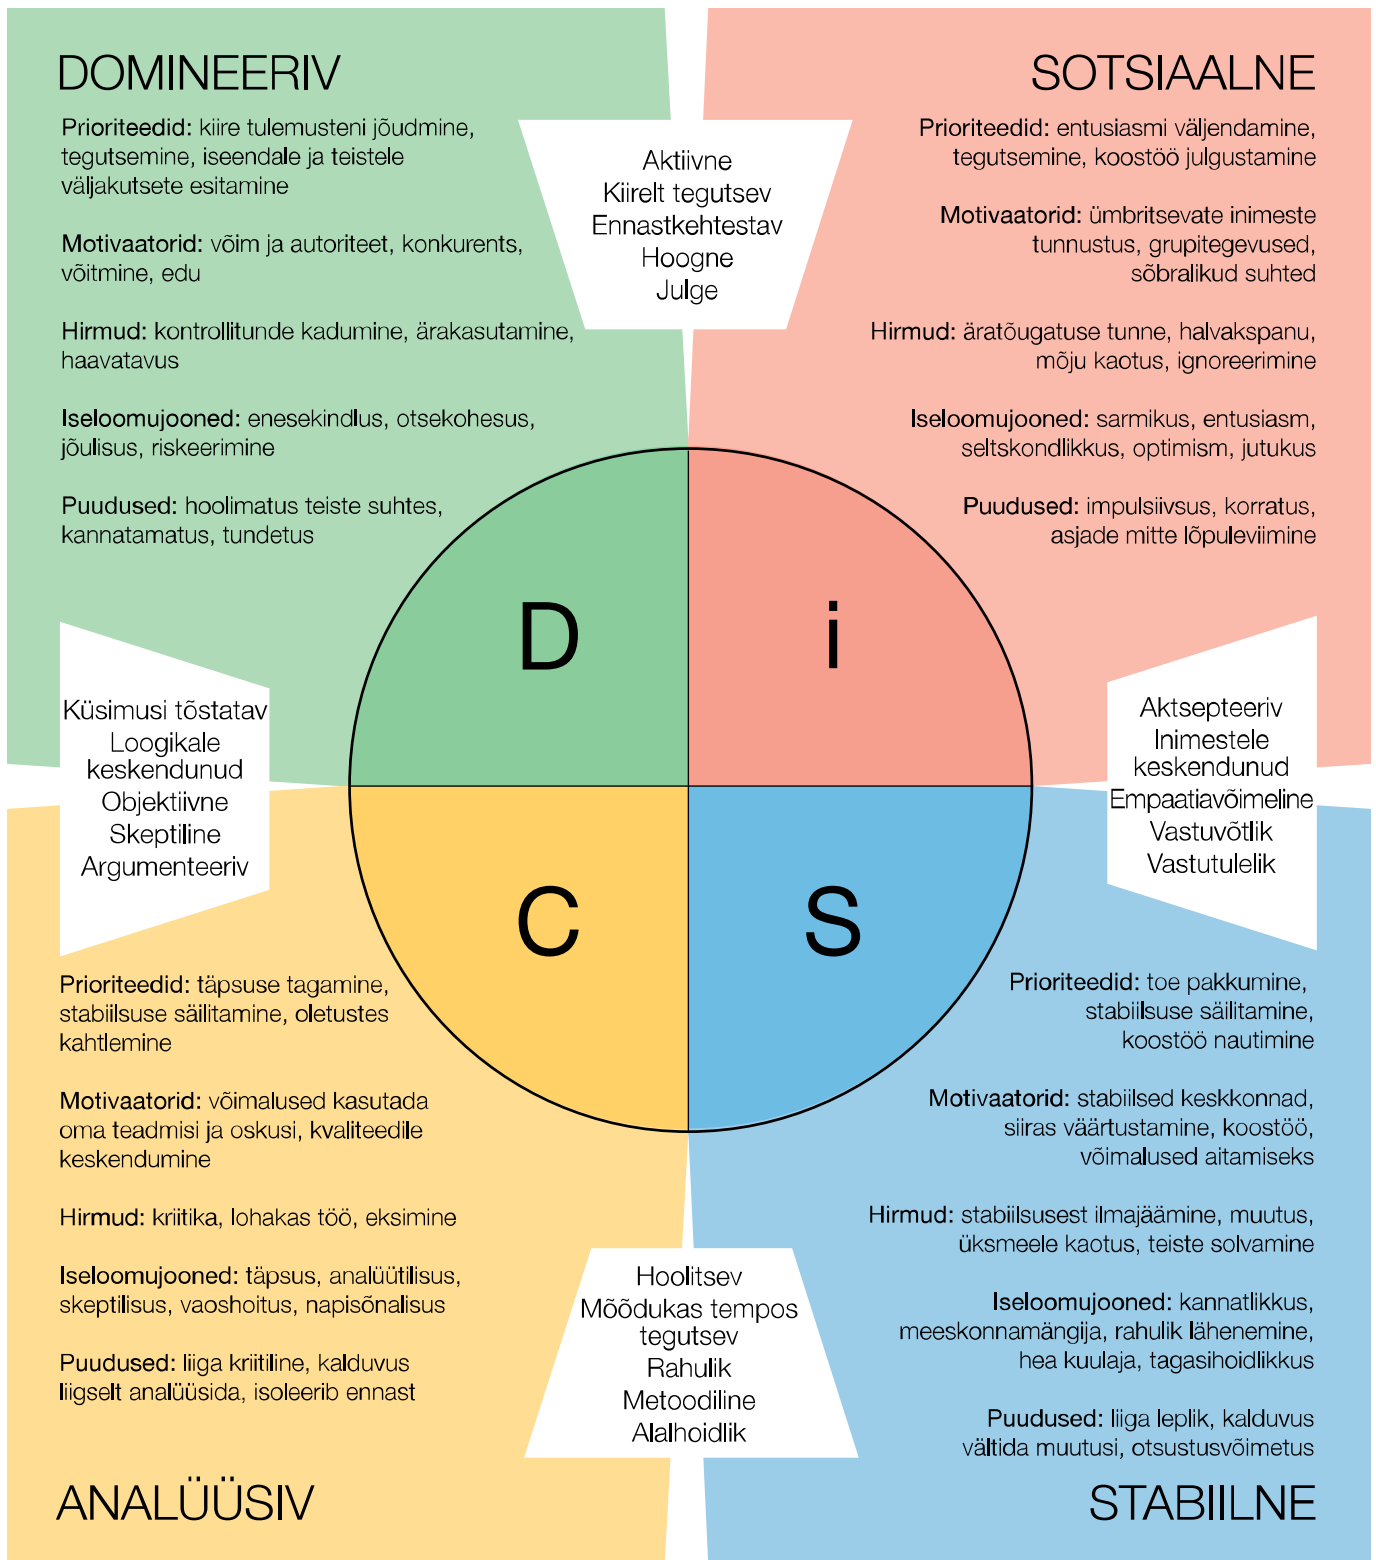 DOMINEERIV
Prioriteedid: kiire tulemusteni jõudmine,
tegutsemine, iseendale ja teistele
väljakutsete esitamine
Motivaatorid: võim ja autoriteet, konkurents,
võitmine, edu
Hirmud: kontrollitunde kadumine, ärakasutamine,
haavatavus
Iseloomujooned: enesekindlus, otsekohesus,
jõulisus, riskeerimine
Puudused: hoolimatus teiste suhtes,
kannatamatus, tundetus
Aktiivne
Kiirelt tegutsev
Ennastkehtestav
Hoogne
Julge
SOTSIAALNE
Prioriteedid: entusiasmi väljendamine,
tegutsemine, koostöö julgustamine
Motivaatorid: ümbritsevate inimeste
tunnustus, grupitegevused,
sõbralikud suhted
Hirmud: äratõugatuse tunne, halvakspanu,
mõju kaotus, ignoreerimine
Iseloomujooned: sarmikus, entusiasm,
seltskondlikkus, optimism, jutukus
Puudused: impulsiivsus, korratus,
asjade mitte lõpuleviimine
D
i
Küsimusi tõstatav
Loogikale
keskendunud
Objektiivne
Skeptiline
Argumenteeriv
Aktsepteeriv
Inimestele
keskendunud
Empaatiavõimeline
Vastuvõtlik
Vastutulelik
C
S
Prioriteedid: täpsuse tagamine,
stabiilsuse säilitamine, oletustes
kahtlemine
Motivaatorid: võimalused kasutada
oma teadmisi ja oskusi, kvaliteedile
keskendumine
Hirmud: kriitika, lohakas töö, eksimine
Iseloomujooned: täpsus, analüütilisus,
skeptilisus, vaoshoitus, napisõnalisus
Puudused: liiga kriitiline, kalduvus
liigselt analüüsida, isoleerib ennast
ANALÜÜSIV
Hoolitsev
Mõõdukas tempos
tegutsev
Rahulik
Metoodiline
Alalhoidlik
Prioriteedid: toe pakkumine,
stabiilsuse säilitamine,
koostöö nautimine
Motivaatorid: stabiilsed keskkonnad,
siiras väärtustamine, koostöö,
võimalused aitamiseks
Hirmud: stabiilsusest ilmajäämine, muutus,
üksmeele kaotus, teiste solvamine
Iseloomujooned: kannatlikkus,
meeskonnamängija, rahulik lähenemine,
hea kuulaja, tagasihoidlikkus
Puudused: liiga leplik, kalduvus
vältida muutusi, otsustusvõimetus
STABIILNE